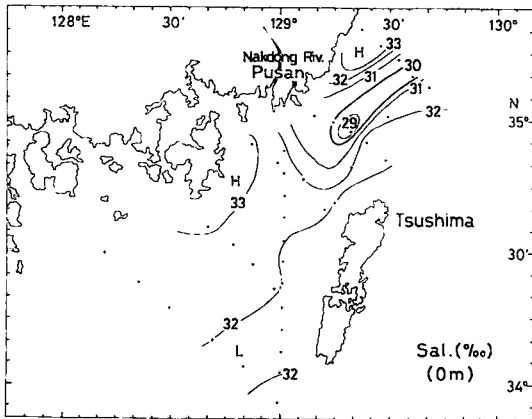 128°E 30' 129° 30' 130°
Nakdong Riv.
Pusan
H
33
32 31 30
31
32
N
35°
29
H
33
Tsushima
30'
32
L
32
Sal.(‰)
(0m)
34°